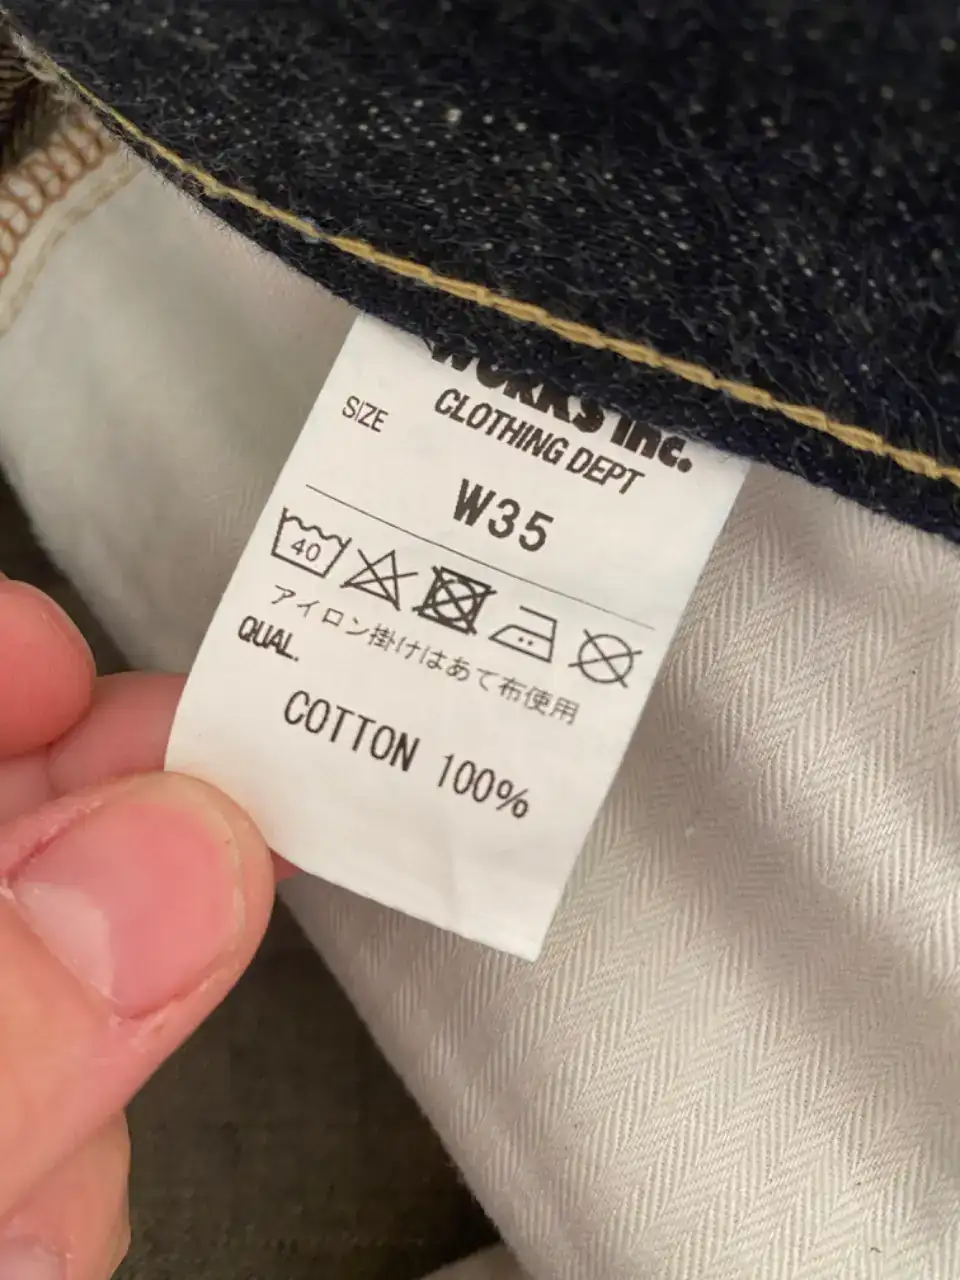 WORKS inc.
CLOTHING DEPT
SIZE
W35
40
アイロン掛けはあて布使用
QUAL.
COTTON 100%